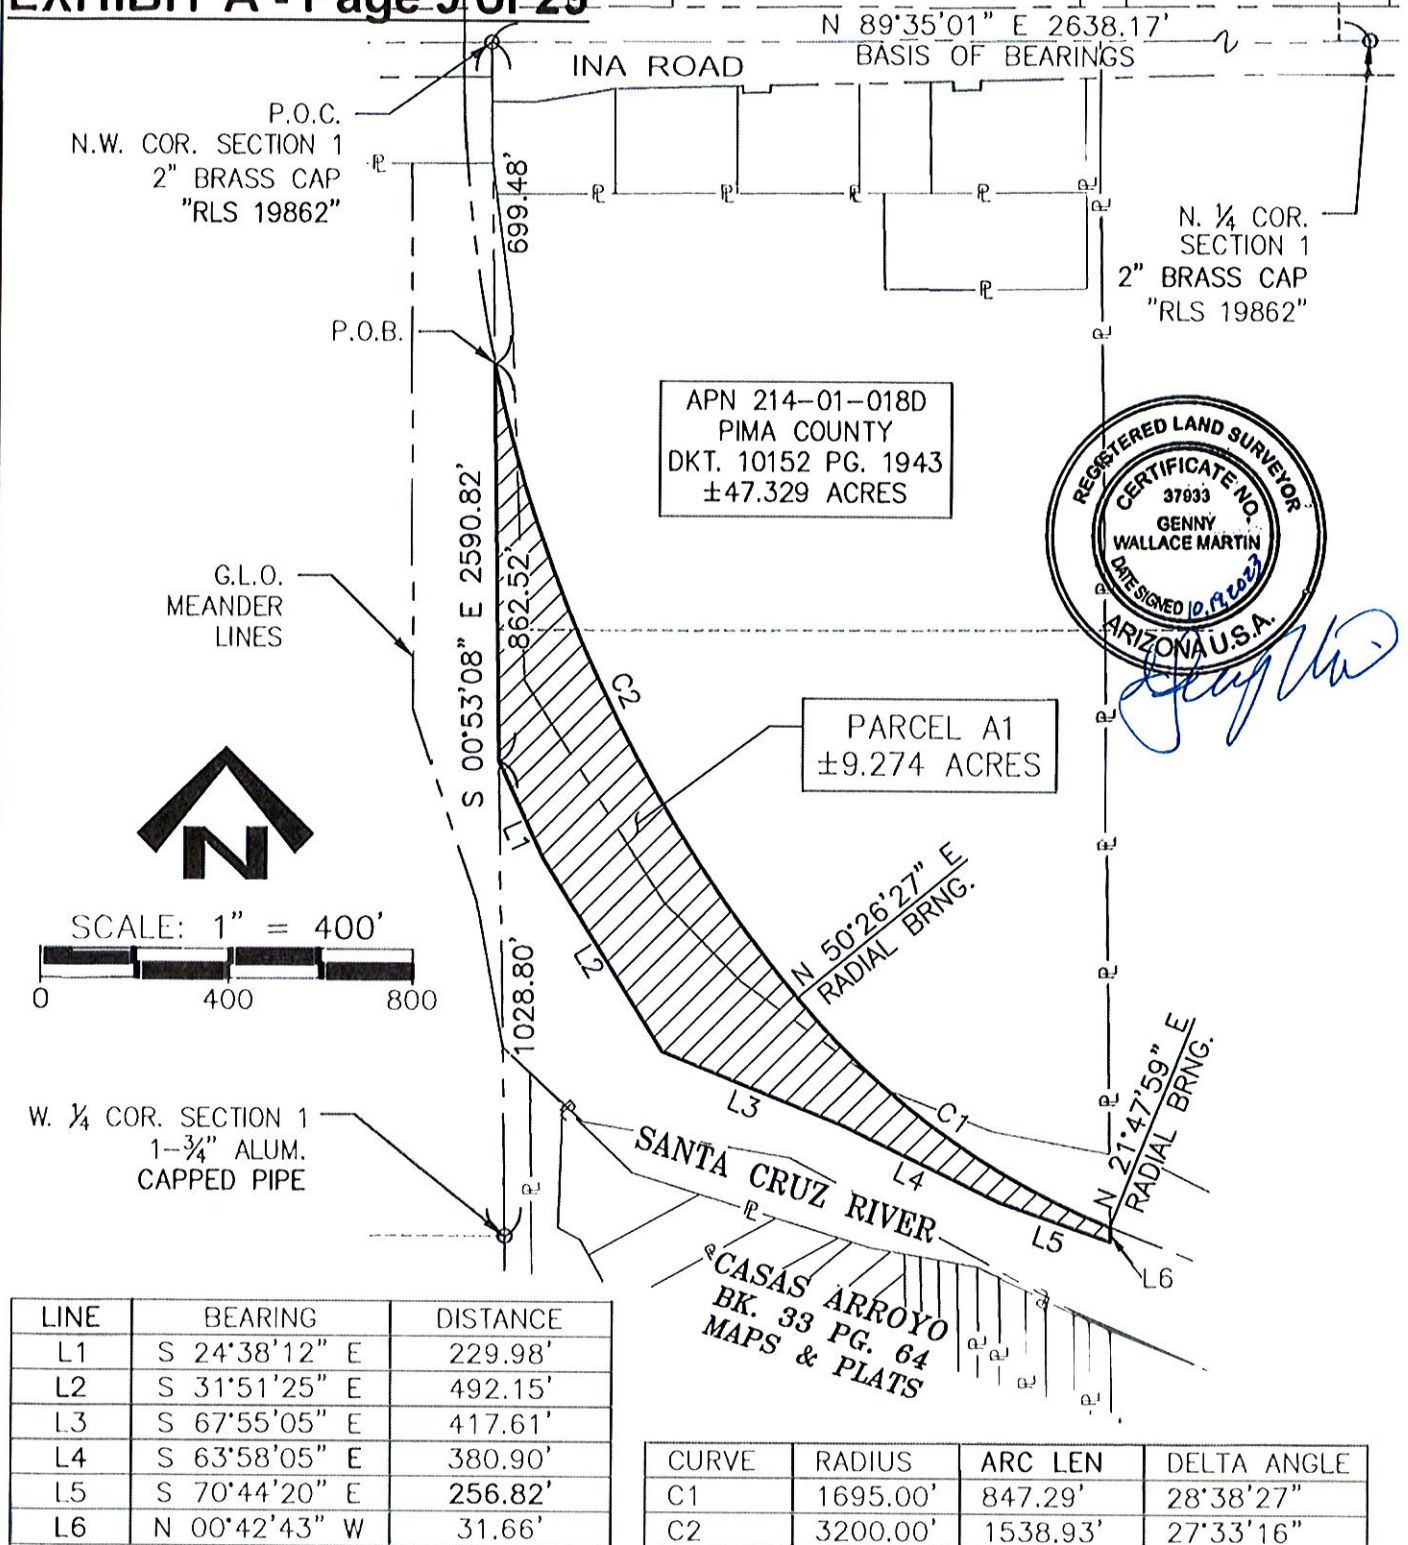 EXHIBIT A - Page 9 of 29
N 89°35'01" E 2638.17'
BASIS OF BEARINGS
INA ROAD
P.O.C.
N.W. COR. SECTION 1
2" BRASS CAP
"RLS 19862"
699.48'
N. 1/4 COR.
SECTION 1
2" BRASS CAP
"RLS 19862"
P.O.B.
APN 214-01-018D
PIMA COUNTY
DKT. 10152 PG. 1943
±47.329 ACRES
REGISTERED LAND SURVEYOR
CERTIFICATE NO.
37933
GENNY
WALLACE MARTIN
DATE SIGNED 10.19.2023
ARIZONA U.S.A.
S 00°53'08" E 2590.82'
862.52'
G.L.O.
MEANDER
LINES
C2
PARCEL A1
±9.274 ACRES
N
L1
SCALE: 1" = 400'
0 400 800
L2
1028.80'
N 50°26'27" E
RADIAL BRNG.
N 21°47'59" E
RADIAL BRNG.
W. 1/4 COR. SECTION 1
1-3/4" ALUM.
CAPPED PIPE
L3
C1
L4
SANTA CRUZ RIVER
L5
L6
CASAS ARROYO
BK. 33 PG. 64
MAPS & PLATS
LINE BEARING DISTANCE
L1 S 24°38'12" E 229.98'
L2 S 31°51'25" E 492.15'
L3 S 67°55'05" E 417.61'
L4 S 63°58'05" E 380.90'
L5 S 70°44'20" E 256.82'
L6 N 00°42'43" W 31.66'
CURVE RADIUS ARC LEN DELTA ANGLE
C1 1695.00' 847.29' 28°38'27"
C2 3200.00' 1538.93' 27°33'16"